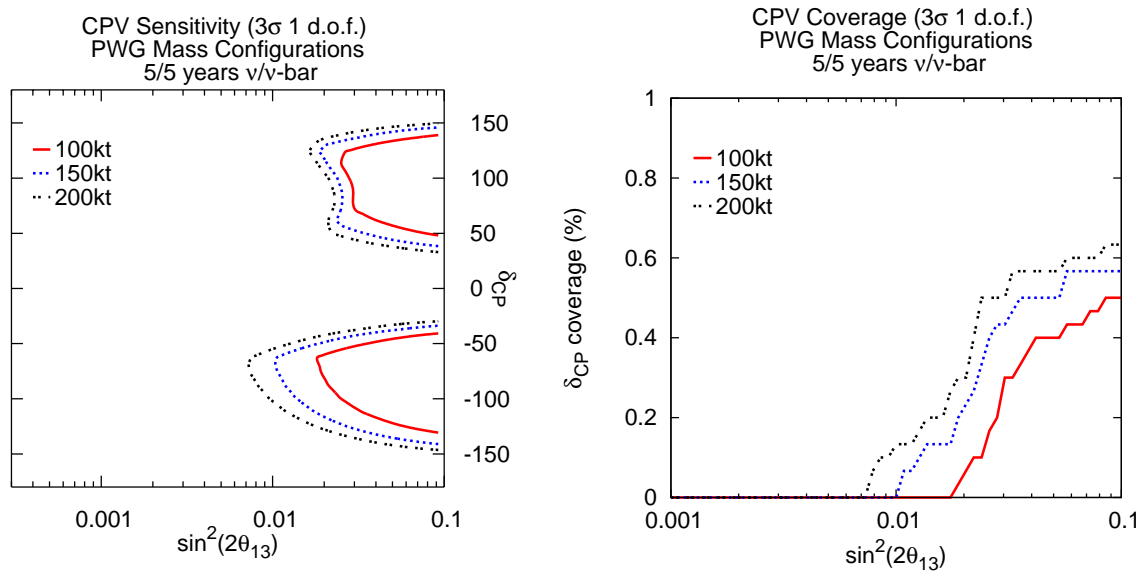 CPV Sensitivity (3σ 1 d.o.f.)
PWG Mass Configurations
5/5 years ν/ν-bar
100kt
150kt
200kt
150
100
50
0
-50
-100
-150
δCP
0.001
0.01
0.1
sin²(2θ₁₃)
CPV Coverage (3σ 1 d.o.f.)
PWG Mass Configurations
5/5 years ν/ν-bar
100kt
150kt
200kt
1
0.8
0.6
0.4
0.2
0
δCP coverage (%)
0.001
0.01
0.1
sin²(2θ₁₃)